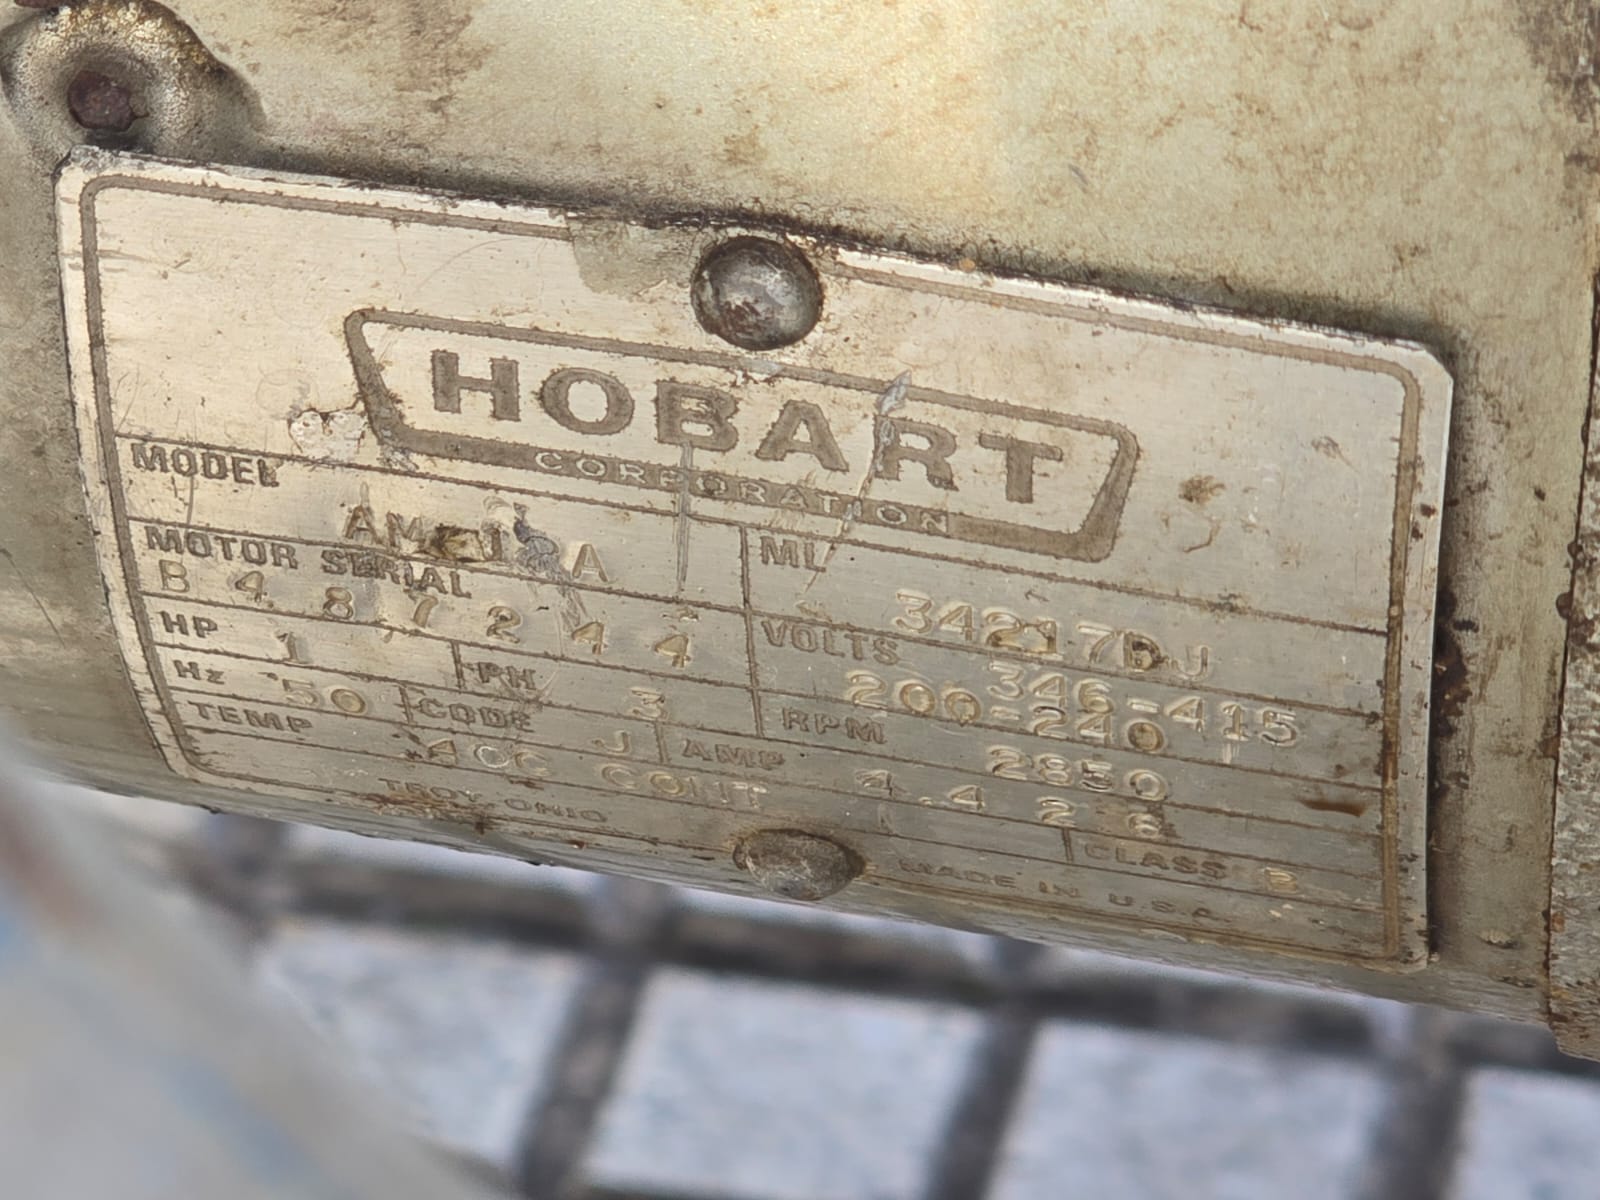 HOBART
CORPORATION
MODEL
ML 34217DJ
MOTOR SERIAL B 4 8 7 2 4 4
VOLTS 346-415
200-240
HP 1 PH 3
RPM 2850
Hz 50 CODE J AMP 4.4 2 6
TEMP 40C CONT CLASS B
TROY, OHIO MADE IN U.S.A.